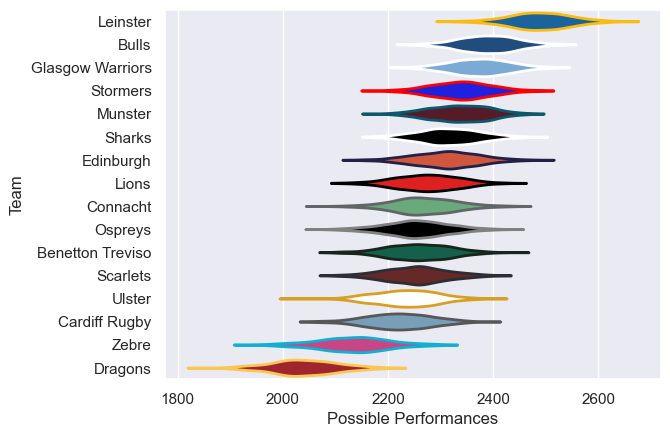 Team
Leinster
Bulls
Glasgow Warriors
Stormers
Munster
Sharks
Edinburgh
Lions
Connacht
Ospreys
Benetton Treviso
Scarlets
Ulster
Cardiff Rugby
Zebre
Dragons
1800 2000 2200 2400 2600
Possible Performances